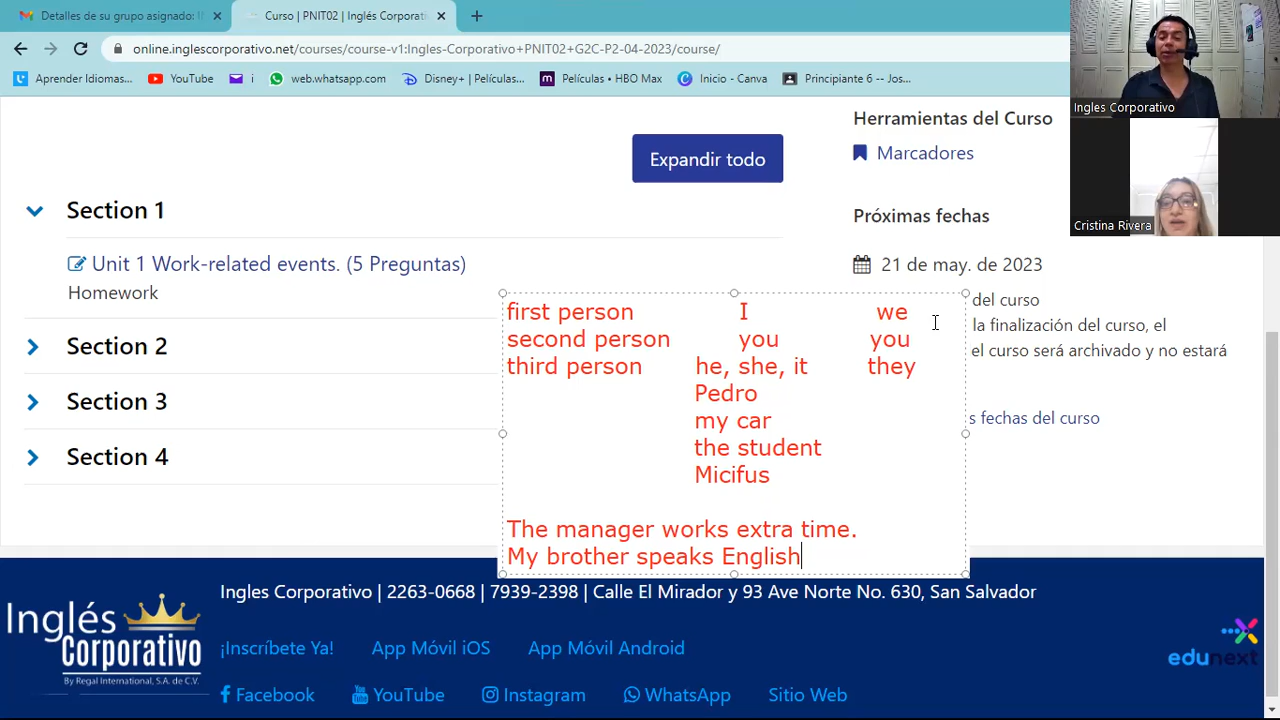 Detalles de su grupo asignado: U
Curso | PNIT02 | Inglés Corporativ
online.inglescorporativo.net/courses/course-v1:Ingles-Corporativo+PNIT02+G2C-P2-04-2023/course/
Aprender Idiomas... YouTube i web.whatsapp.com Disney+ | Películas... Películas • HBO Max Inicio - Canva Principiante 6 -- Jos...
Ingles Corporativo
Cristina Rivera
Expandir todo
Herramientas del Curso
Marcadores
Section 1
Próximas fechas
Unit 1 Work-related events. (5 Preguntas)
Homework
21 de may. de 2023
del curso
la finalización del curso, el
el curso será archivado y no estará
s fechas del curso
Section 2
Section 3
Section 4
first person I we
second person you you
third person he, she, it they
Pedro
my car
the student
Micifus
The manager works extra time.
My brother speaks English
Inglés Corporativo
By Regal International, S.A. de C.V.
Ingles Corporativo | 2263-0668 | 7939-2398 | Calle El Mirador y 93 Ave Norte No. 630, San Salvador
¡Inscríbete Ya! App Móvil iOS App Móvil Android
Facebook YouTube Instagram WhatsApp Sitio Web
edunext